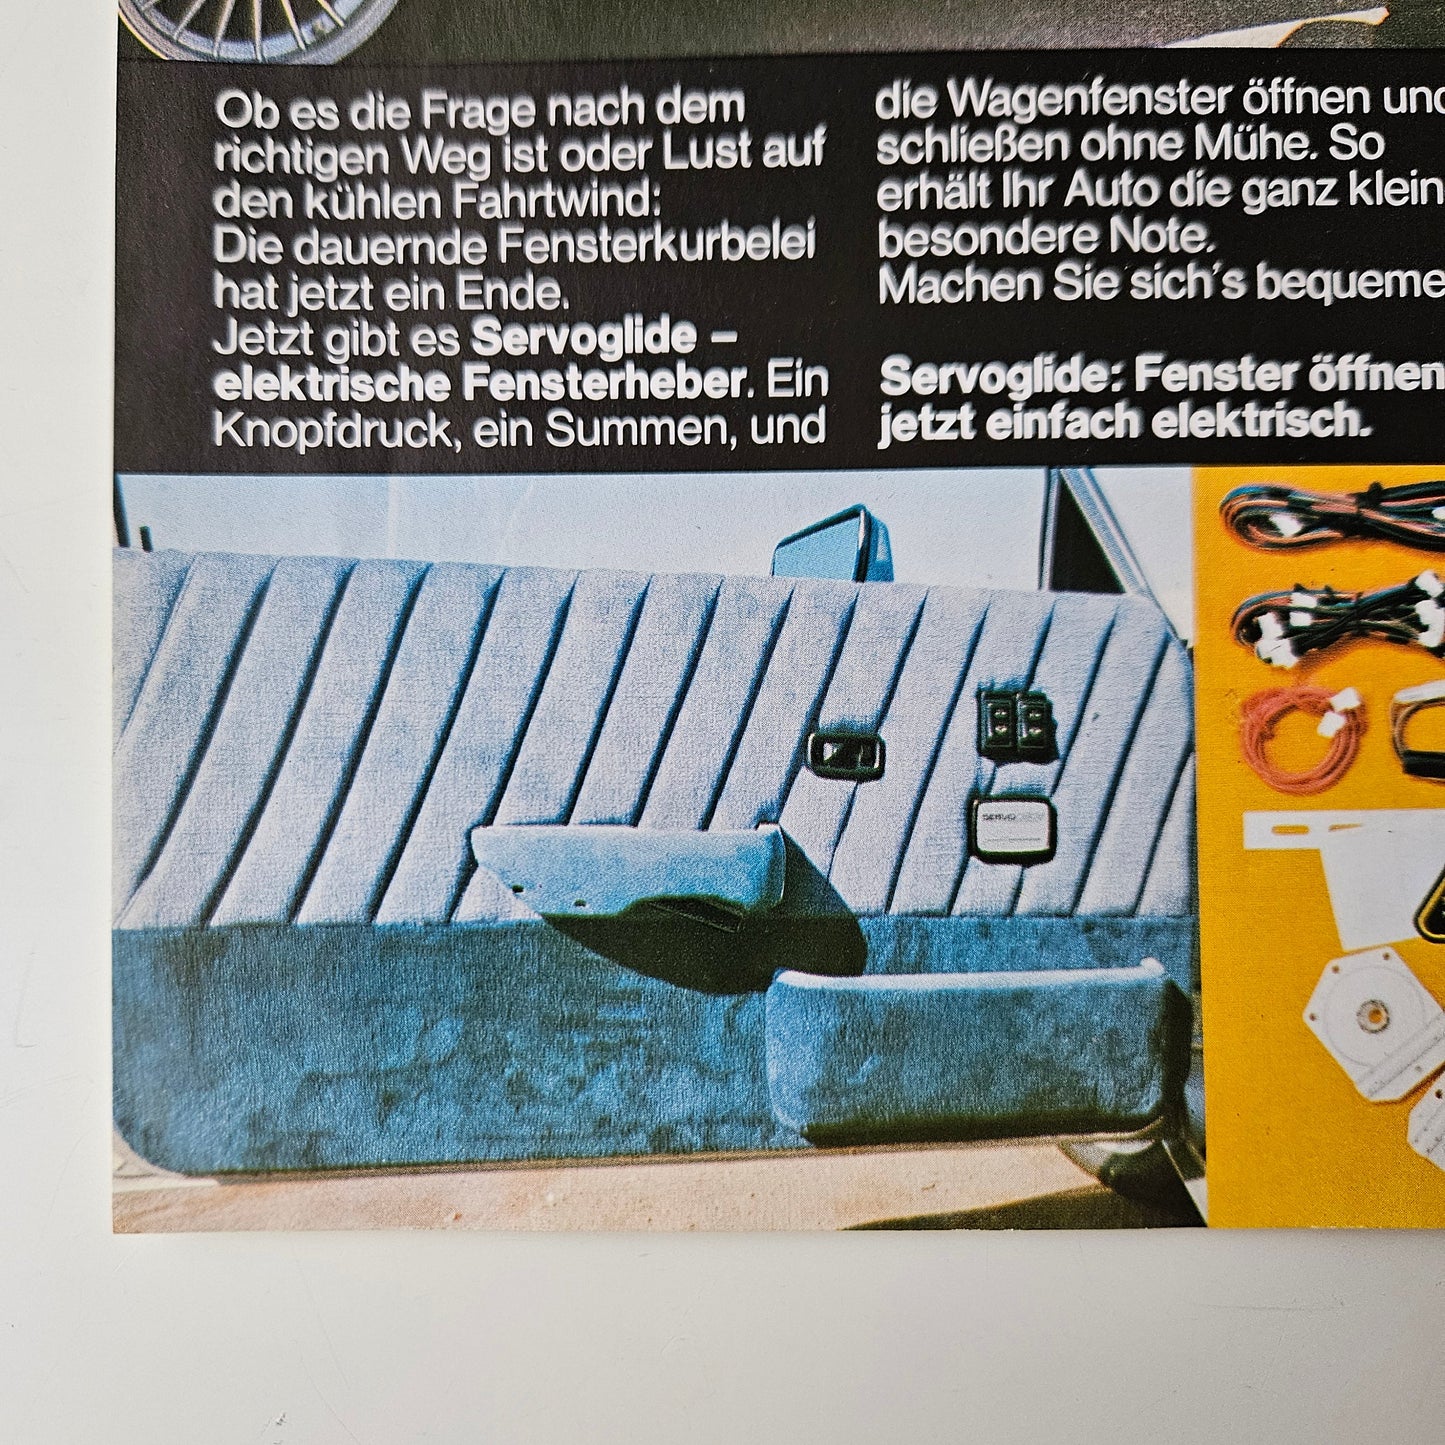 Ob es die Frage nach dem
richtigen Weg ist oder Lust auf
den kühlen Fahrtwind:
Die dauernde Fensterkurbelei
hat jetzt ein Ende.
Jetzt gibt es Servoglide –
elektrische Fensterheber. Ein
Knopfdruck, ein Summen, und
die Wagenfenster öffnen und
schließen ohne Mühe. So
erhält Ihr Auto die ganz klein
besondere Note.
Machen Sie sich's bequeme
Servoglide: Fenster öffnen
jetzt einfach elektrisch.